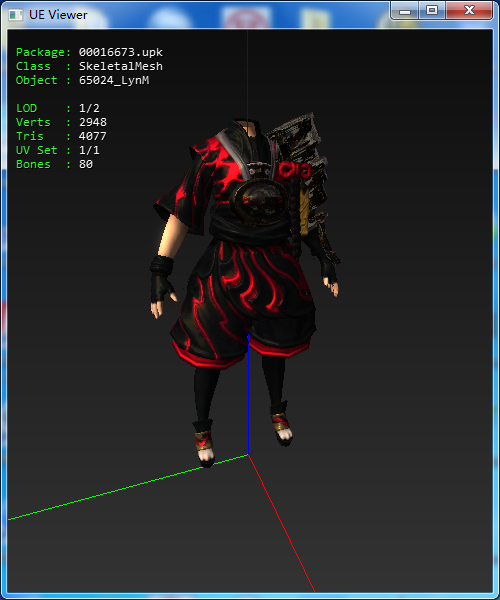 UE Viewer
Package: 00016673.upk
Class : SkeletalMesh
Object : 65024_LynM
LOD : 1/2
Verts : 2948
Tris : 4077
UV Set : 1/1
Bones : 80